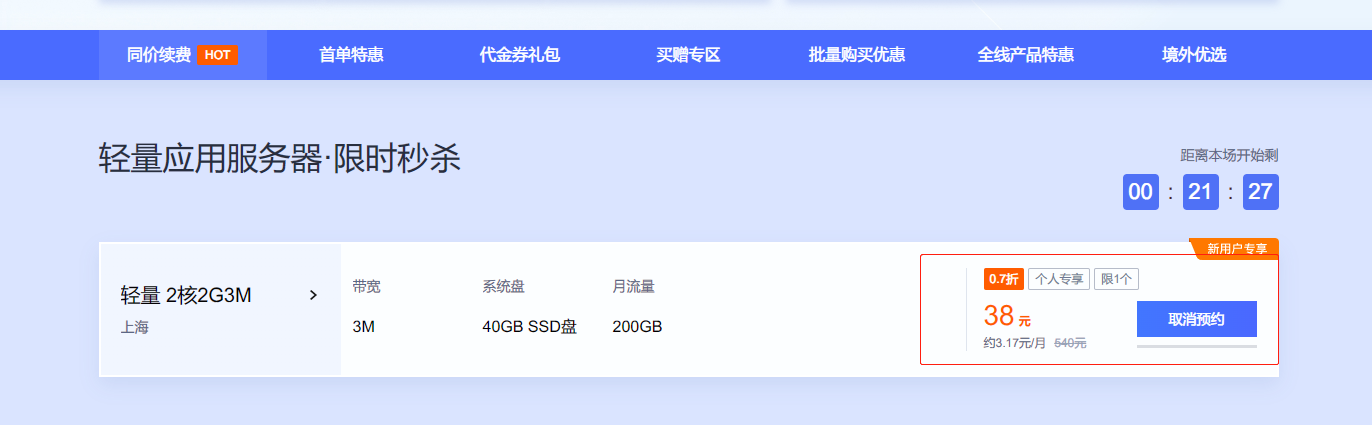 同价续费 HOT 首单特惠 代金券礼包 买赠专区 批量购买优惠 全线产品特惠 境外优选
轻量应用服务器·限时秒杀
距离本场开始剩
00 : 21 : 27
新用户专享
轻量 2核2G3M
上海
带宽 系统盘 月流量
3M 40GB SSD盘 200GB
0.7折 个人专享 限1个
38 元
约3.17元/月 540元
取消预约